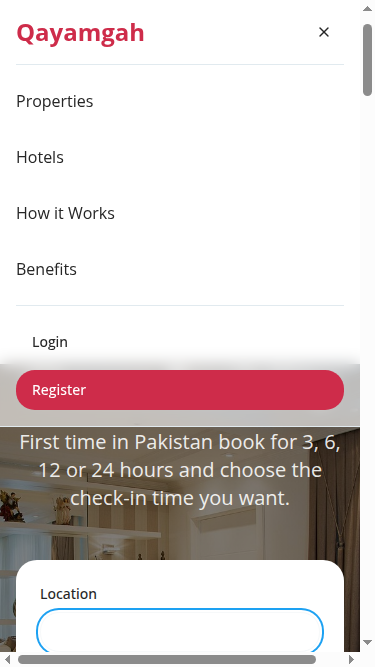 Qayamgah
×
Properties
Hotels
How it Works
Benefits
Login
Register
First time in Pakistan book for 3, 6,
12 or 24 hours and choose the
check-in time you want.
Location